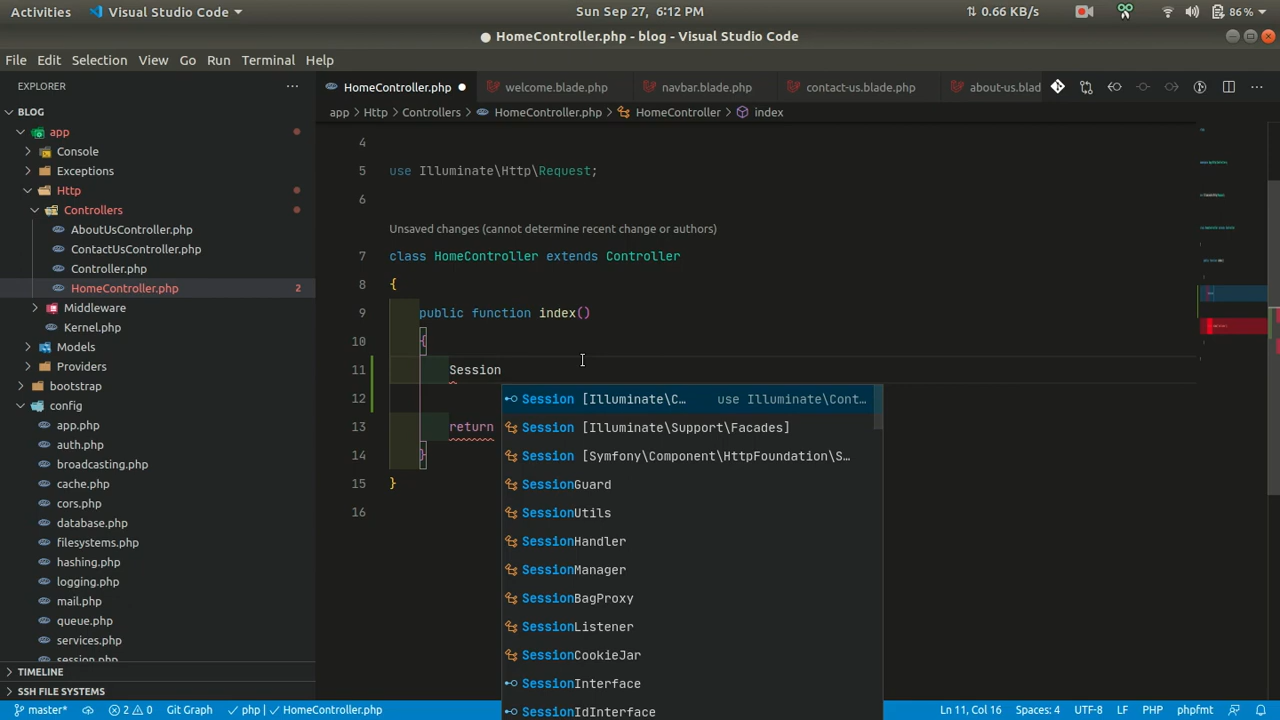 Activities
Visual Studio Code
Sun Sep 27, 6:12 PM
0.66 KB/s
86 %
HomeController.php - blog - Visual Studio Code
File Edit Selection View Go Run Terminal Help
EXPLORER
HomeController.php
welcome.blade.php
navbar.blade.php
contact-us.blade.php
about-us.blad
app > Http > Controllers > HomeController.php > HomeController > index
BLOG
app
Console
Exceptions
Http
Controllers
AboutUsController.php
ContactUsController.php
Controller.php
HomeController.php 2
Middleware
Kernel.php
Models
Providers
bootstrap
config
app.php
auth.php
broadcasting.php
cache.php
cors.php
database.php
filesystems.php
hashing.php
logging.php
mail.php
queue.php
services.php
session.php
TIMELINE
SSH FILE SYSTEMS
4
5 use Illuminate\Http\Request;
6
Unsaved changes (cannot determine recent change or authors)
7 class HomeController extends Controller
8 {
9 public function index()
10 {
11 Session
12
13 return
14 }
15 }
16
Session [Illuminate\C… use Illuminate\Cont…
Session [Illuminate\Support\Facades]
Session [Symfony\Component\HttpFoundation\S…
SessionGuard
SessionUtils
SessionHandler
SessionManager
SessionBagProxy
SessionListener
SessionCookieJar
SessionInterface
SessionIdInterface
master* 2 0 Git Graph php | HomeController.php Ln 11, Col 16 Spaces: 4 UTF-8 LF PHP phpfmt